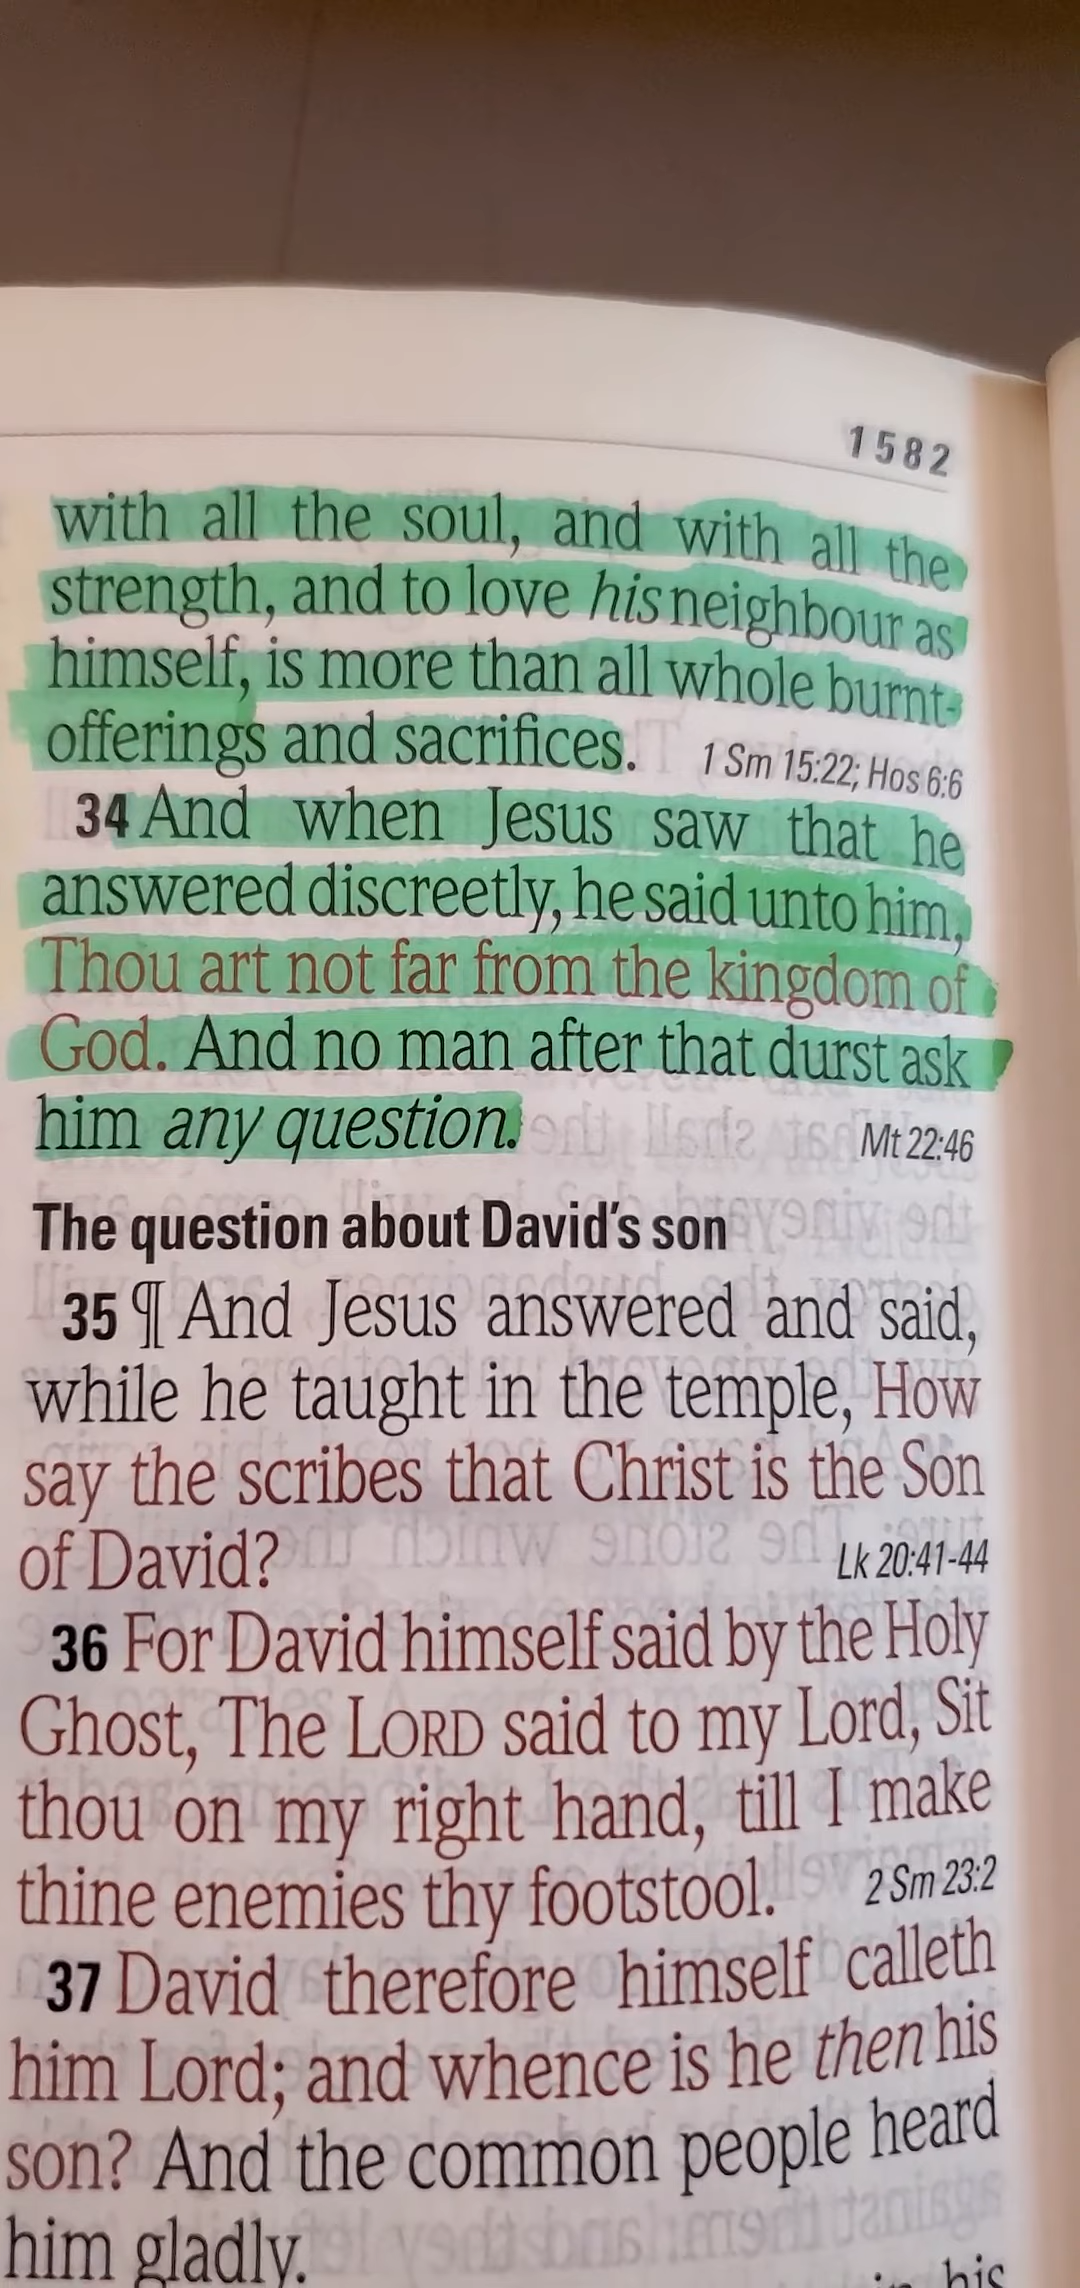 1582
with all the soul, and with all the
strength, and to love his neighbour as
himself, is more than all whole burnt-
offerings and sacrifices. 1 Sm 15:22; Hos 6:6
34 And when Jesus saw that he
answered discreetly, he said unto him,
Thou art not far from the kingdom of
God. And no man after that durst ask
him any question. Mt 22:46
The question about David's son
35 ¶ And Jesus answered and said,
while he taught in the temple, How
say the scribes that Christ is the Son
of David? Lk 20:41-44
36 For David himself said by the Holy
Ghost, The LORD said to my Lord, Sit
thou on my right hand, till I make
thine enemies thy footstool. 2 Sm 23:2
37 David therefore himself calleth
him Lord; and whence is he then his
son? And the common people heard
him gladly.
his